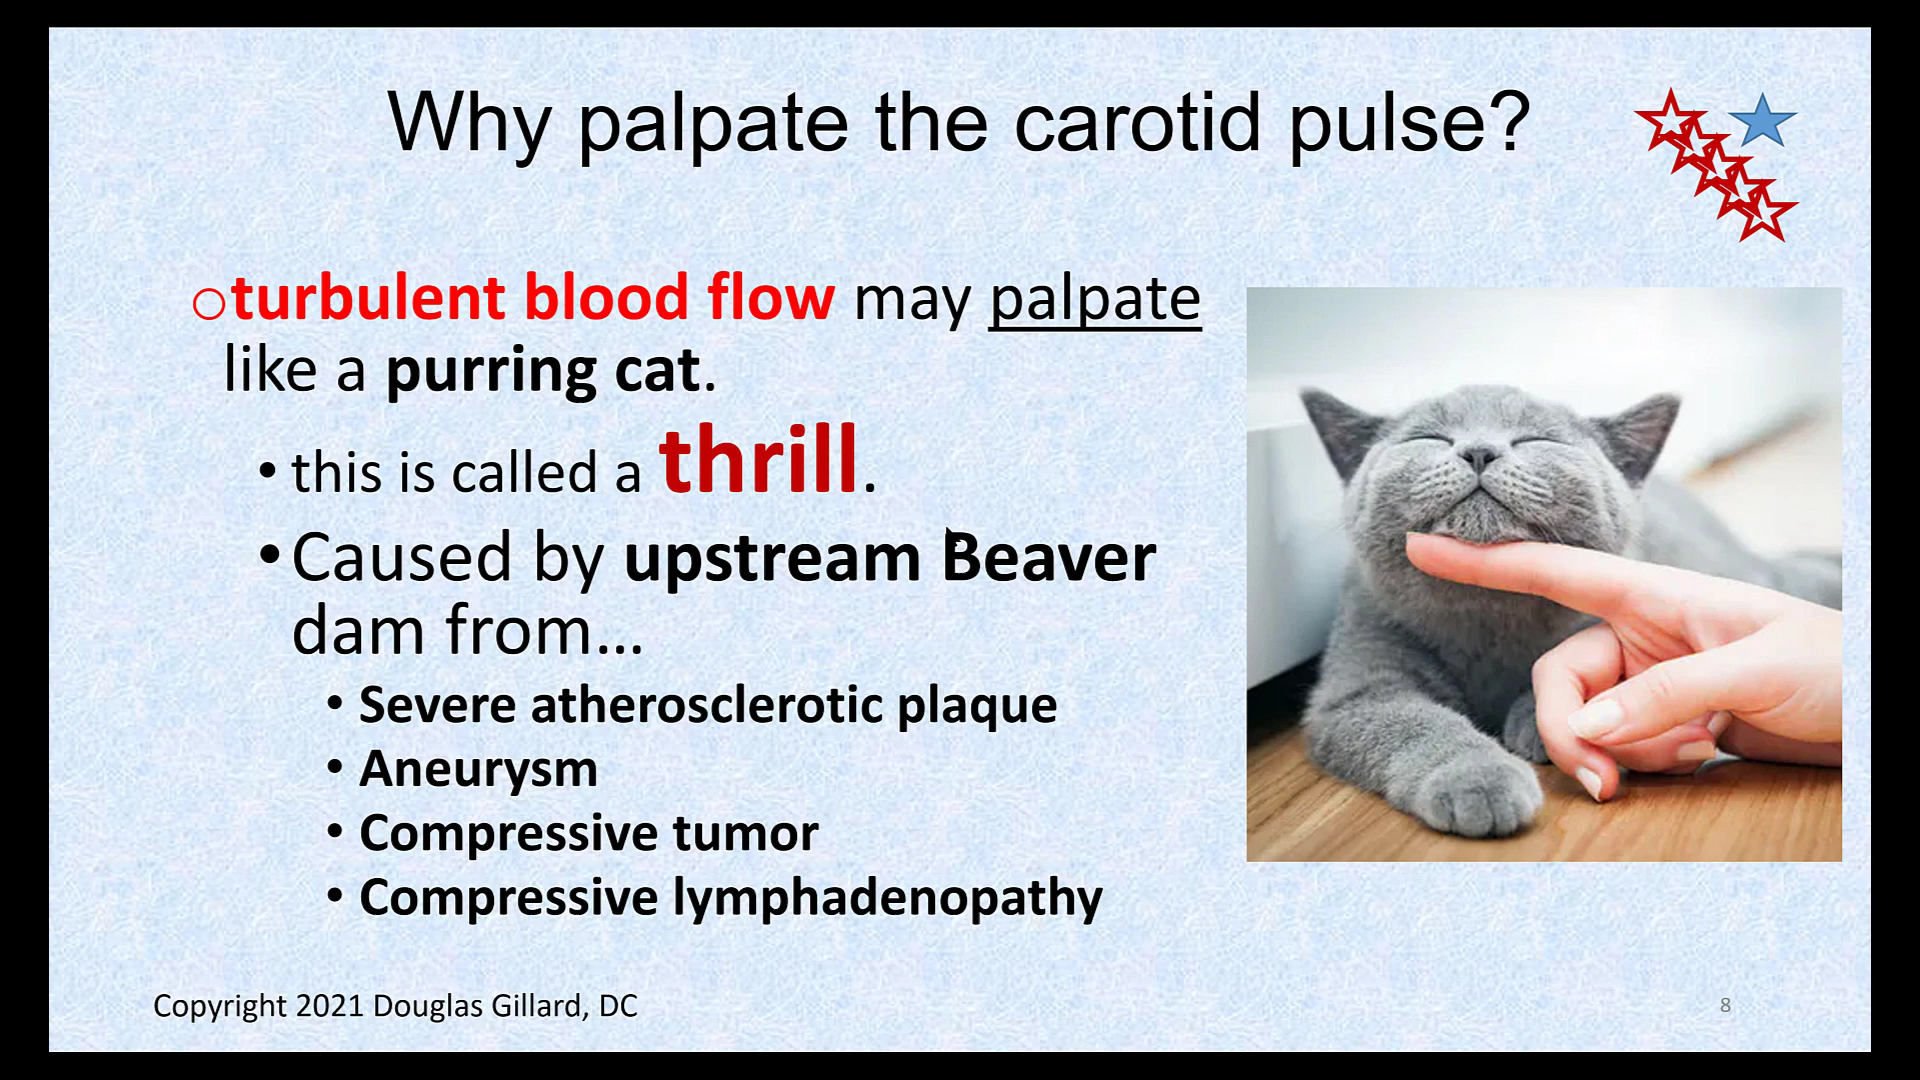 Why palpate the carotid pulse?
turbulent blood flow may palpate
like a purring cat.
• this is called a thrill.
• Caused by upstream Beaver
dam from...
• Severe atherosclerotic plaque
• Aneurysm
• Compressive tumor
• Compressive lymphadenopathy
Copyright 2021 Douglas Gillard, DC
8